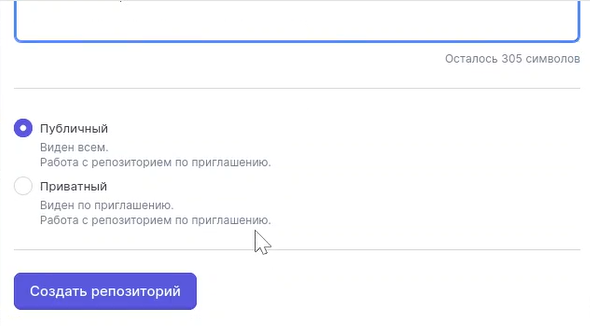 Осталось 305 символов
Публичный
Виден всем.
Работа с репозиторием по приглашению.
Приватный
Виден по приглашению.
Работа с репозиторием по приглашению.
Создать репозиторий